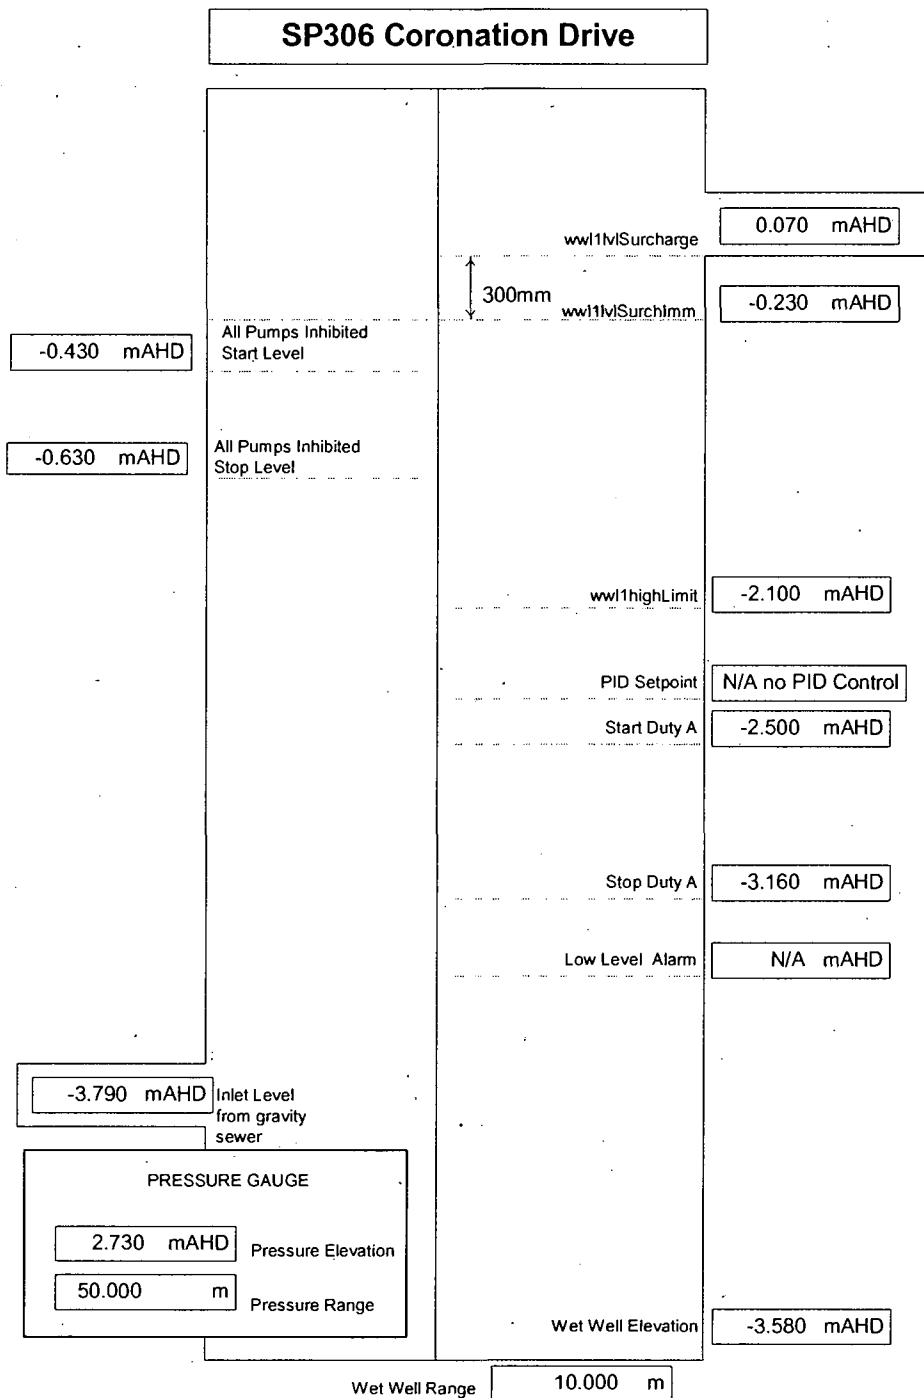 SP306 Coronation Drive
wwl1lvlSurcharge
0.070 mAHD
300mm
wwl1lvlSurchImm
-0.230 mAHD
-0.430 mAHD
All Pumps Inhibited
Start Level
-0.630 mAHD
All Pumps Inhibited
Stop Level
wwl1highLimit
-2.100 mAHD
PID Setpoint
N/A no PID Control
Start Duty A
-2.500 mAHD
Stop Duty A
-3.160 mAHD
Low Level Alarm
N/A mAHD
-3.790 mAHD
Inlet Level
from gravity
sewer
PRESSURE GAUGE
2.730 mAHD
Pressure Elevation
50.000 m
Pressure Range
Wet Well Elevation
-3.580 mAHD
Wet Well Range
10.000 m